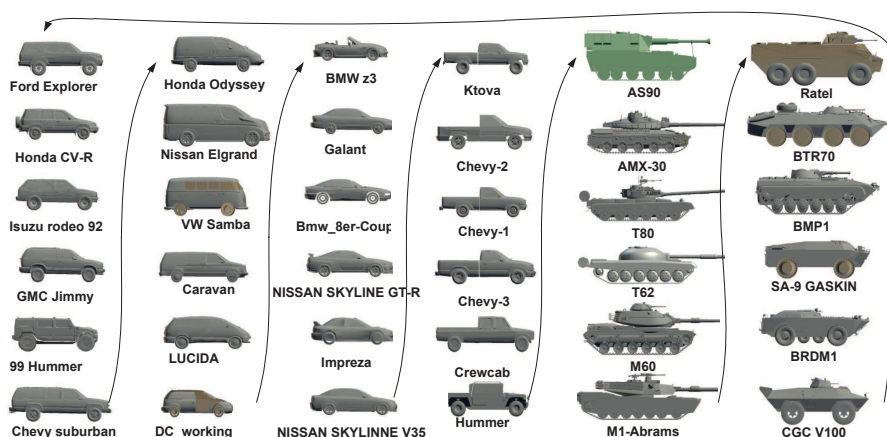 Ford Explorer
Honda CV-R
Isuzu rodeo 92
GMC Jimmy
99 Hummer
Chevy suburban
Honda Odyssey
Nissan Elgrand
VW Samba
Caravan
LUCIDA
DC working
BMW z3
Galant
Bmw_8er-Coup
NISSAN SKYLINE GT-R
Impreza
NISSAN SKYLINNE V35
Ktova
Chevy-2
Chevy-1
Chevy-3
Crewcab
Hummer
AS90
AMX-30
T80
T62
M60
M1-Abrams
Ratel
BTR70
BMP1
SA-9 GASKIN
BRDM1
CGC V100